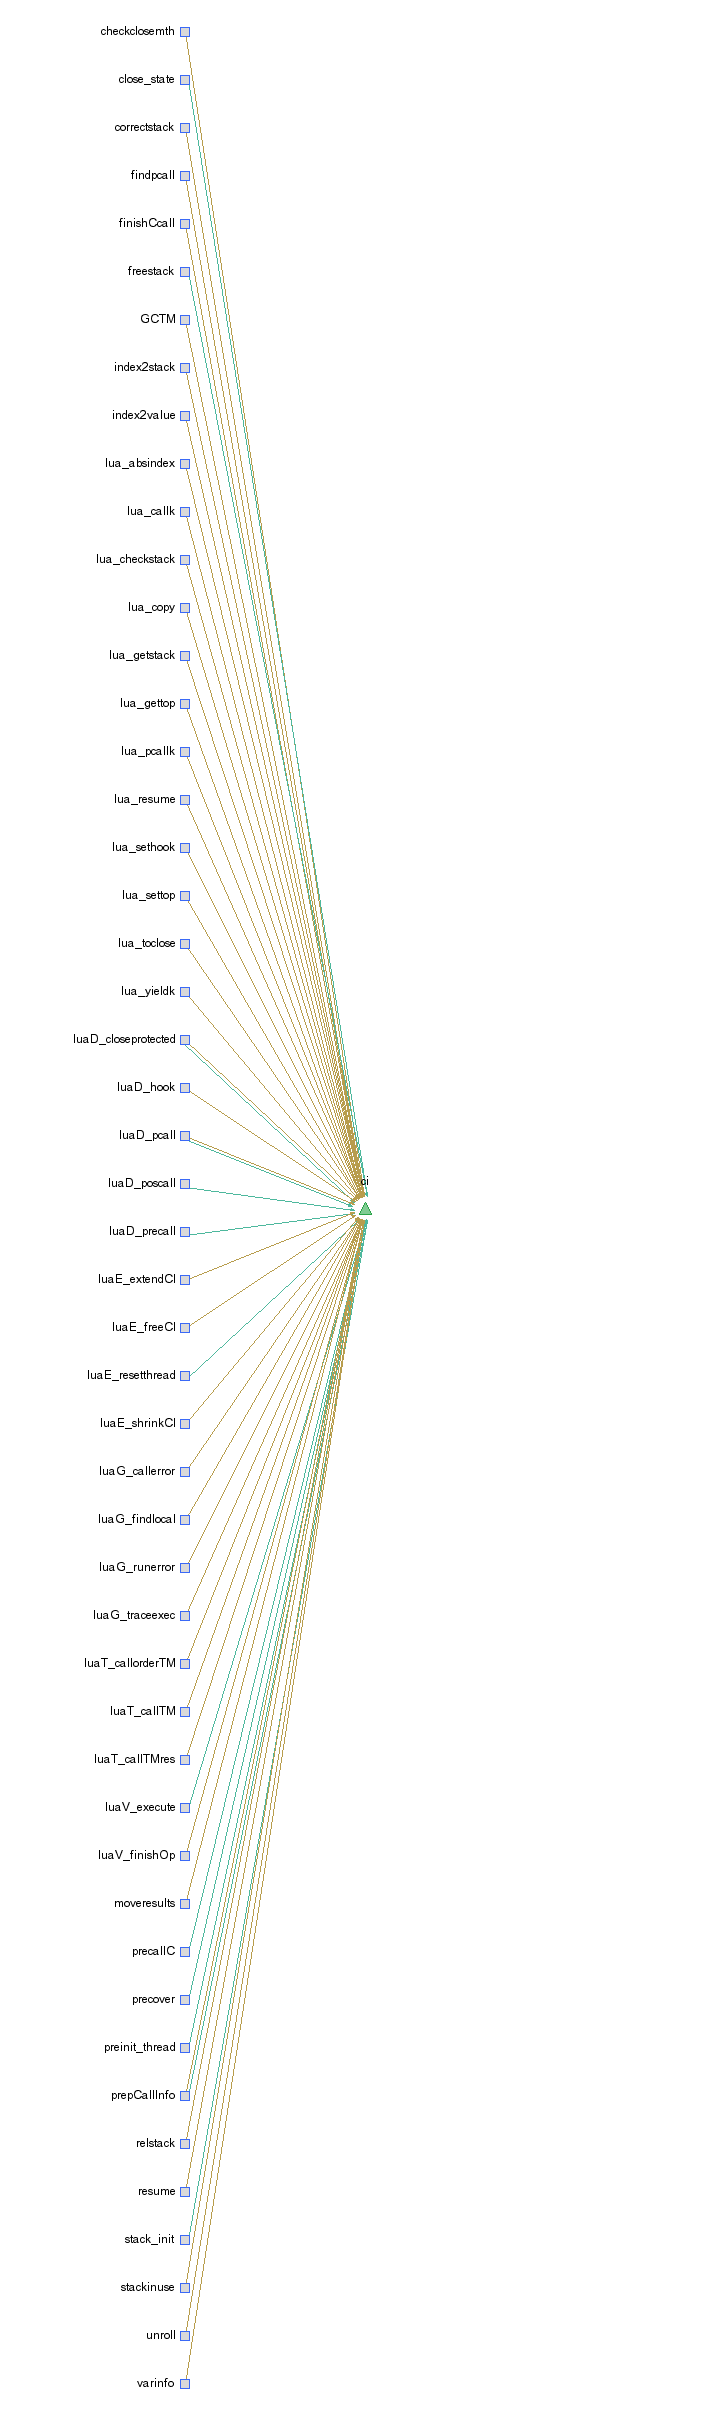 checkclosemth
close_state
correctstack
findpcall
finishCcall
freestack
GCTM
index2stack
index2value
lua_absindex
lua_callk
lua_checkstack
lua_copy
lua_getstack
lua_gettop
lua_pcallk
lua_resume
lua_sethook
lua_settop
lua_toclose
lua_yieldk
luaD_closeprotected
luaD_hook
luaD_pcall
ci
luaD_poscall
luaD_precall
luaE_extendCI
luaE_freeCI
luaE_resetthread
luaE_shrinkCI
luaG_callerror
luaG_findlocal
luaG_runerror
luaG_traceexec
luaT_callorderTM
luaT_callTM
luaT_callTMres
luaV_execute
luaV_finishOp
moveresults
precallC
precover
preinit_thread
prepCallInfo
relstack
resume
stack_init
stackinuse
unroll
varinfo